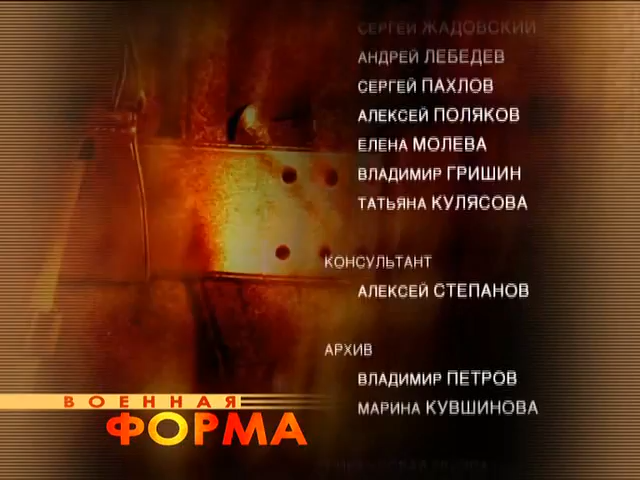 СЕРГЕЙ ЖАДОВСКИЙ
АНДРЕЙ ЛЕБЕДЕВ
СЕРГЕЙ ПАХЛОВ
АЛЕКСЕЙ ПОЛЯКОВ
ЕЛЕНА МОЛЕВА
ВЛАДИМИР ГРИШИН
ТАТЬЯНА КУЛЯСОВА
КОНСУЛЬТАНТ
АЛЕКСЕЙ СТЕПАНОВ
АРХИВ
ВЛАДИМИР ПЕТРОВ
МАРИНА КУВШИНОВА
ВОЕННАЯ
ФОРМА